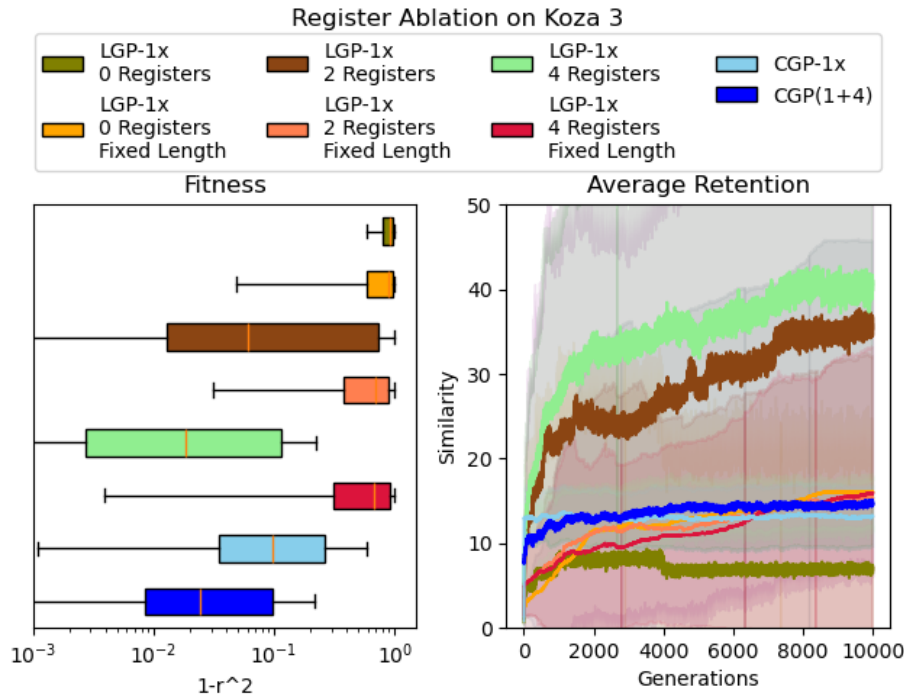 Register Ablation on Koza 3
LGP-1x
0 Registers
LGP-1x
2 Registers
LGP-1x
4 Registers
CGP-1x
LGP-1x
0 Registers
Fixed Length
LGP-1x
2 Registers
Fixed Length
LGP-1x
4 Registers
Fixed Length
CGP(1+4)
Fitness
10^-3
10^-2
10^-1
10^0
1-r^2
Average Retention
Similarity
50
40
30
20
10
0
0
2000
4000
6000
8000
10000
Generations